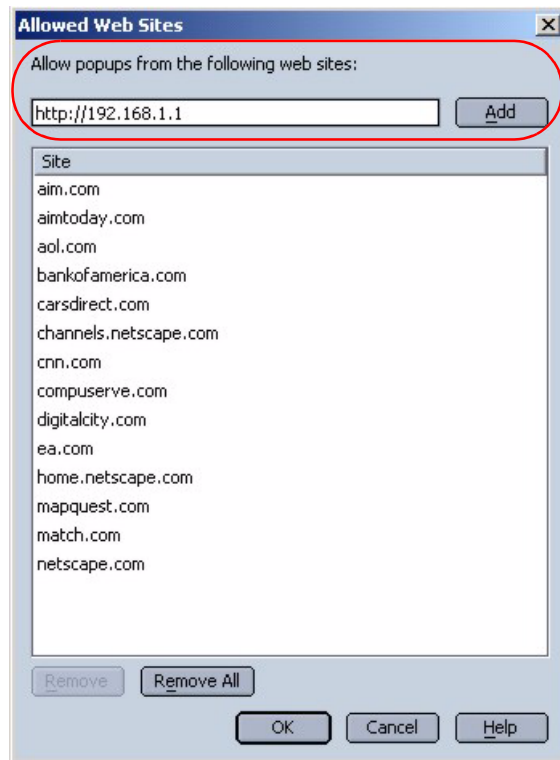 Allowed Web Sites
Allow popups from the following web sites:
http://192.168.1.1 Add
Site
aim.com
aimtoday.com
aol.com
bankofamerica.com
carsdirect.com
channels.netscape.com
cnn.com
compuserve.com
digitalcity.com
ea.com
home.netscape.com
mapquest.com
match.com
netscape.com
Remove Remove All
OK Cancel Help